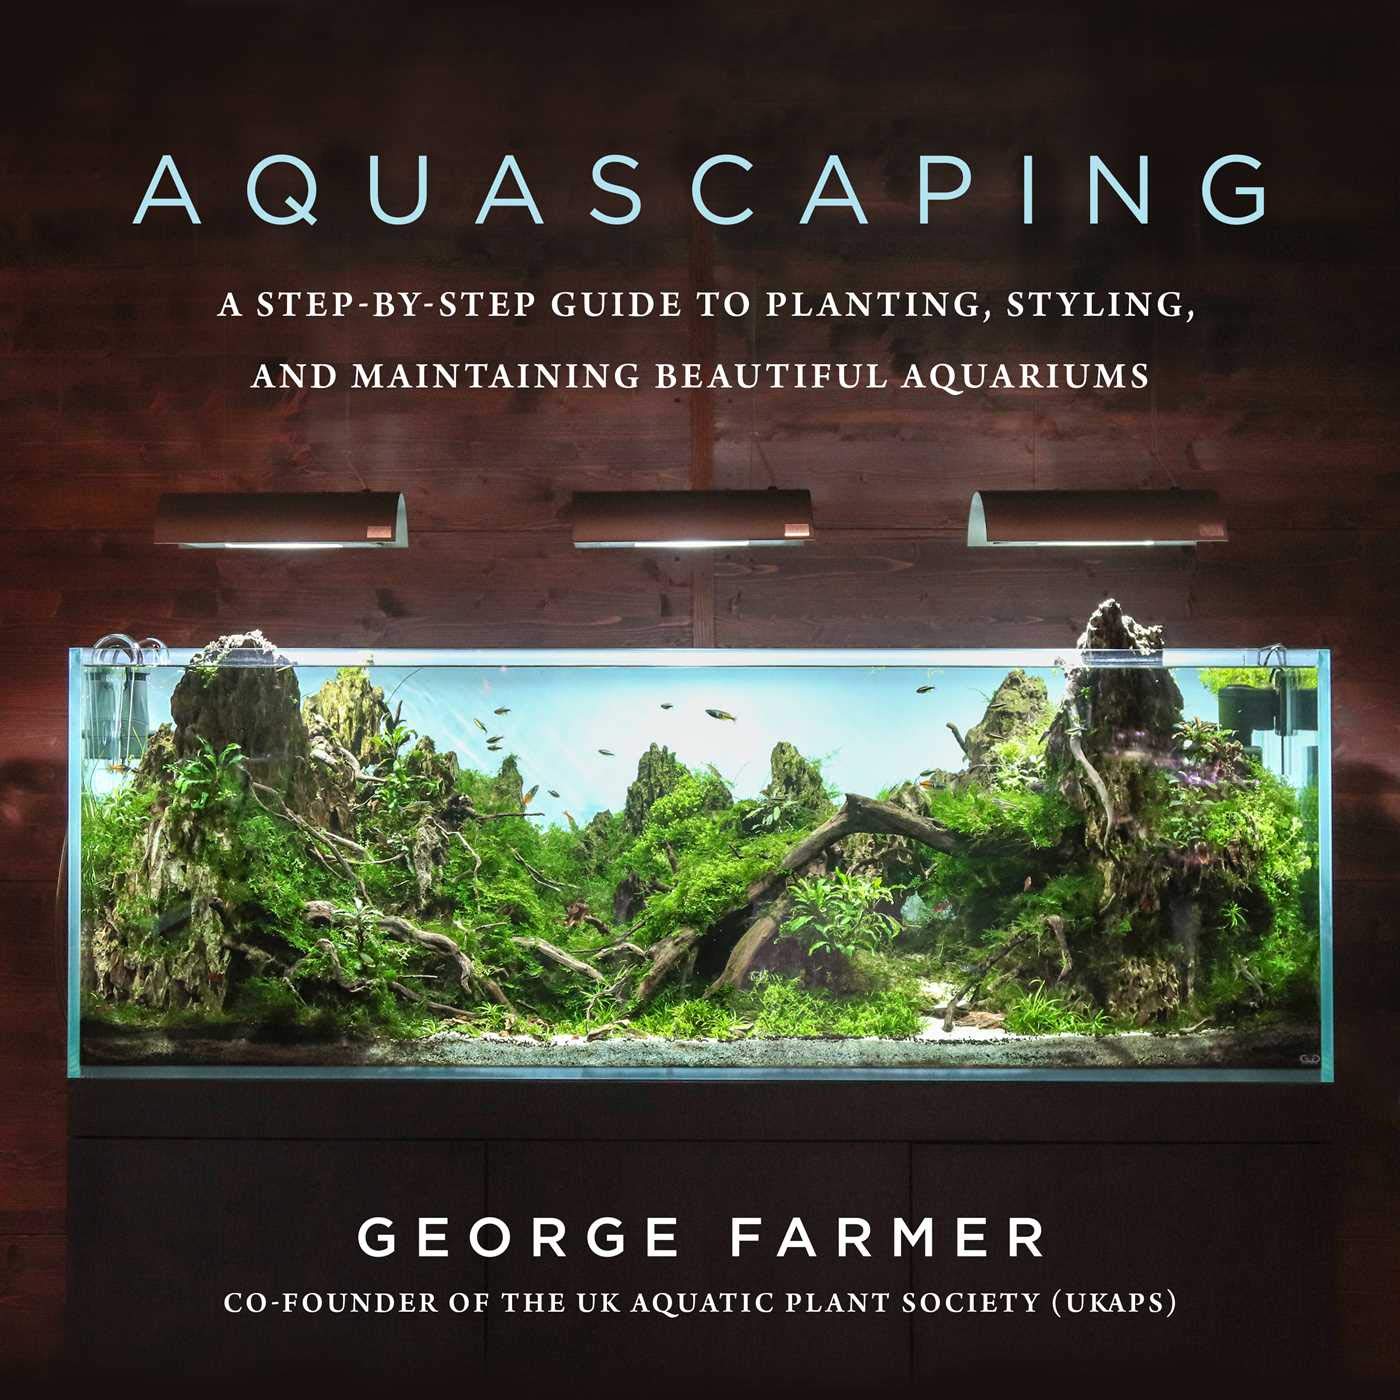 AQUASCAPING
A STEP-BY-STEP GUIDE TO PLANTING, STYLING,
AND MAINTAINING BEAUTIFUL AQUARIUMS
GEORGE FARMER
CO-FOUNDER OF THE UK AQUATIC PLANT SOCIETY (UKAPS)